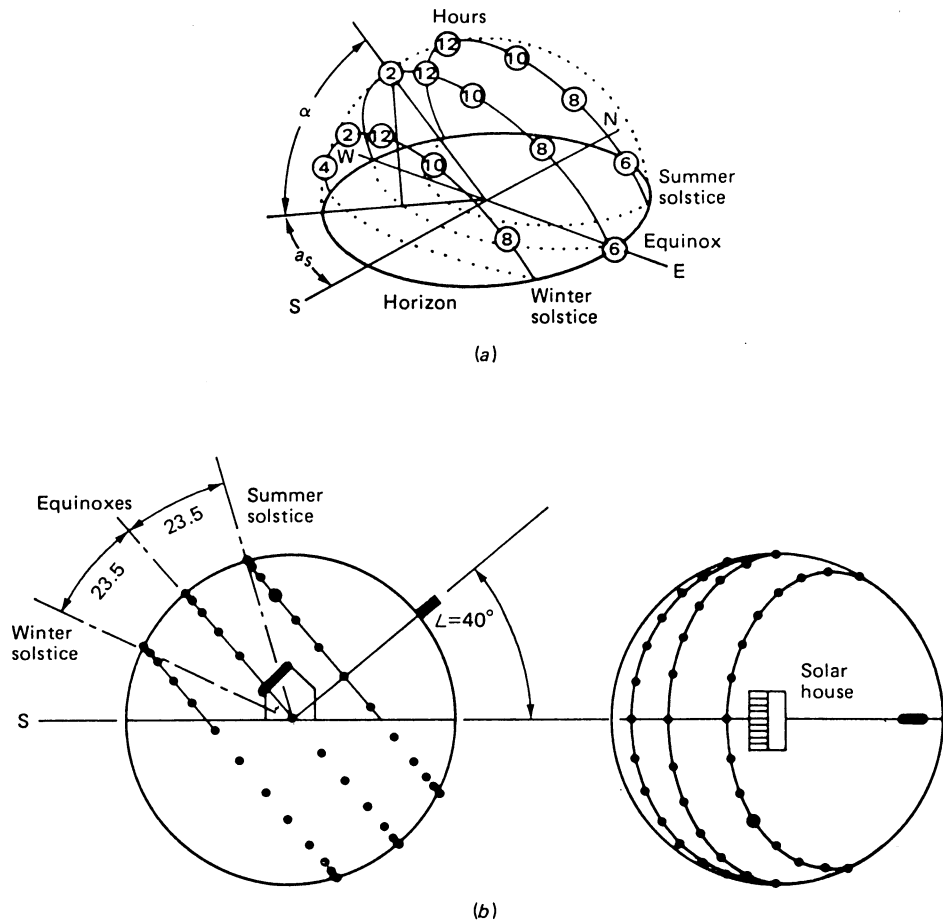 Hours
12
2
12
10
10
8
α
N
2
12
W
8
4
10
6
Summer
solstice
8
Equinox
a_s
6
E
S
Horizon
Winter
solstice
(a)
Equinoxes
Summer
solstice
23.5
23.5
L=40°
Winter
solstice
Solar
house
S
(b)